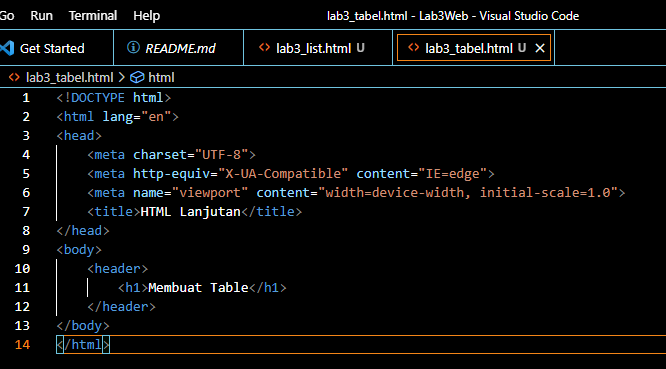 Go Run Terminal Help lab3_tabel.html - Lab3Web - Visual Studio Code
Get Started README.md lab3_list.html U lab3_tabel.html U
lab3_tabel.html > html
1 <!DOCTYPE html>
2 <html lang="en">
3 <head>
4 <meta charset="UTF-8">
5 <meta http-equiv="X-UA-Compatible" content="IE=edge">
6 <meta name="viewport" content="width=device-width, initial-scale=1.0">
7 <title>HTML Lanjutan</title>
8 </head>
9 <body>
10 <header>
11 <h1>Membuat Table</h1>
12 </header>
13 </body>
14 </html>